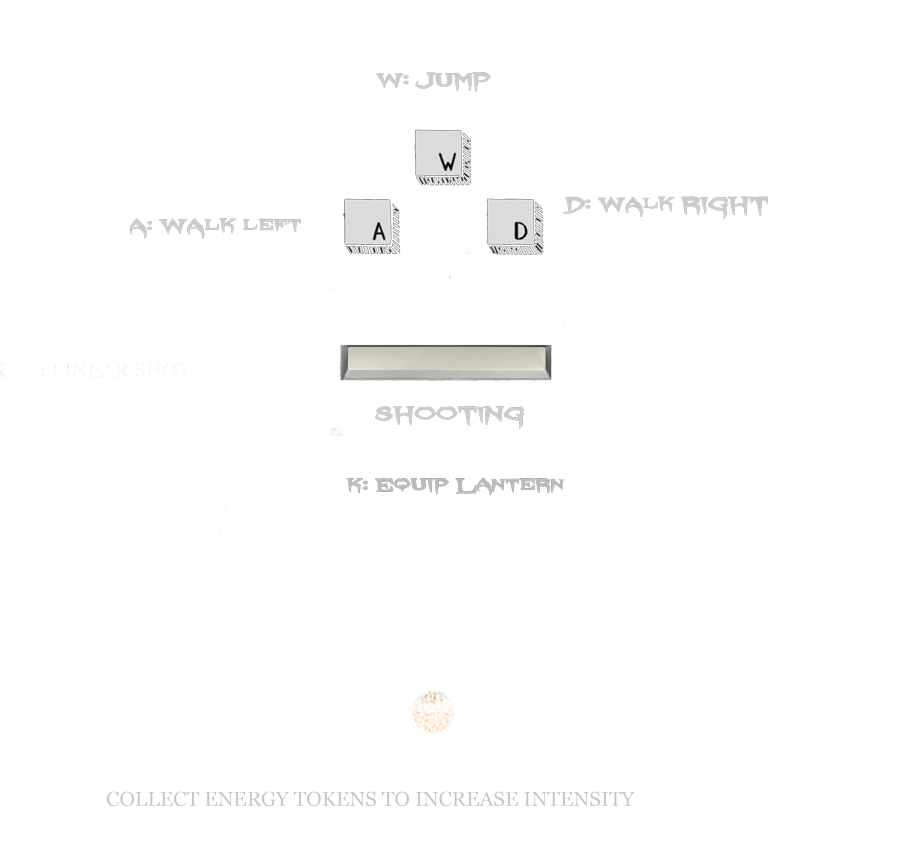 W: JUMP
W
D: WALK RIGHT
A: WALK LEFT
A
D
: LINEAR SHOT
SHOOTING
K: EQUIP LANTERN
COLLECT ENERGY TOKENS TO INCREASE INTENSITY